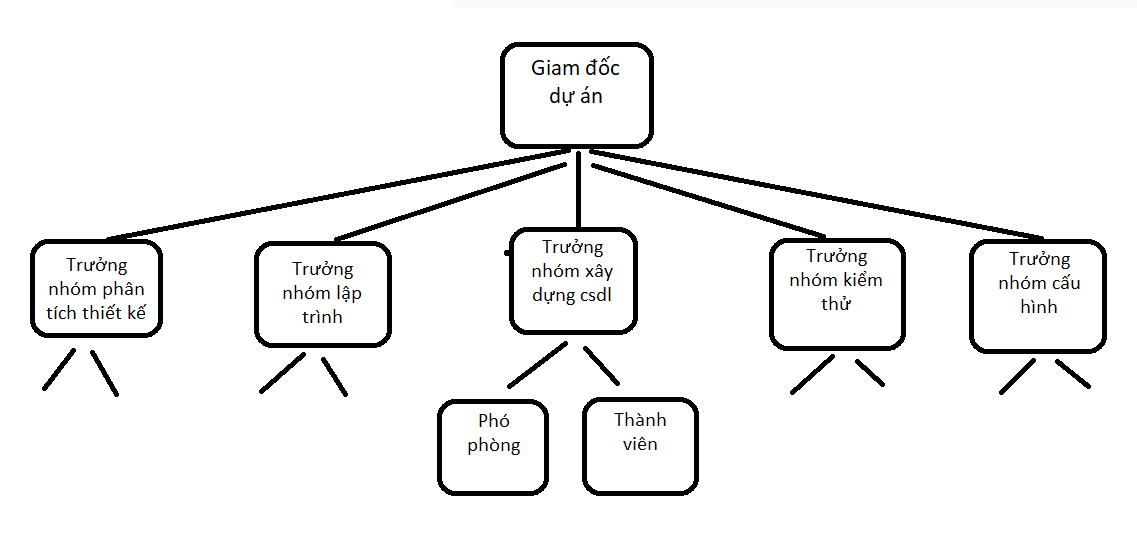 Giam đốc
dự án
Trưởng
nhóm phân
tích thiết kế
Trưởng
nhóm lập
trình
Trưởng
nhóm xây
dựng csdl
Trưởng
nhóm kiểm
thử
Trưởng
nhóm cấu
hình
Phó
phòng
Thành
viên